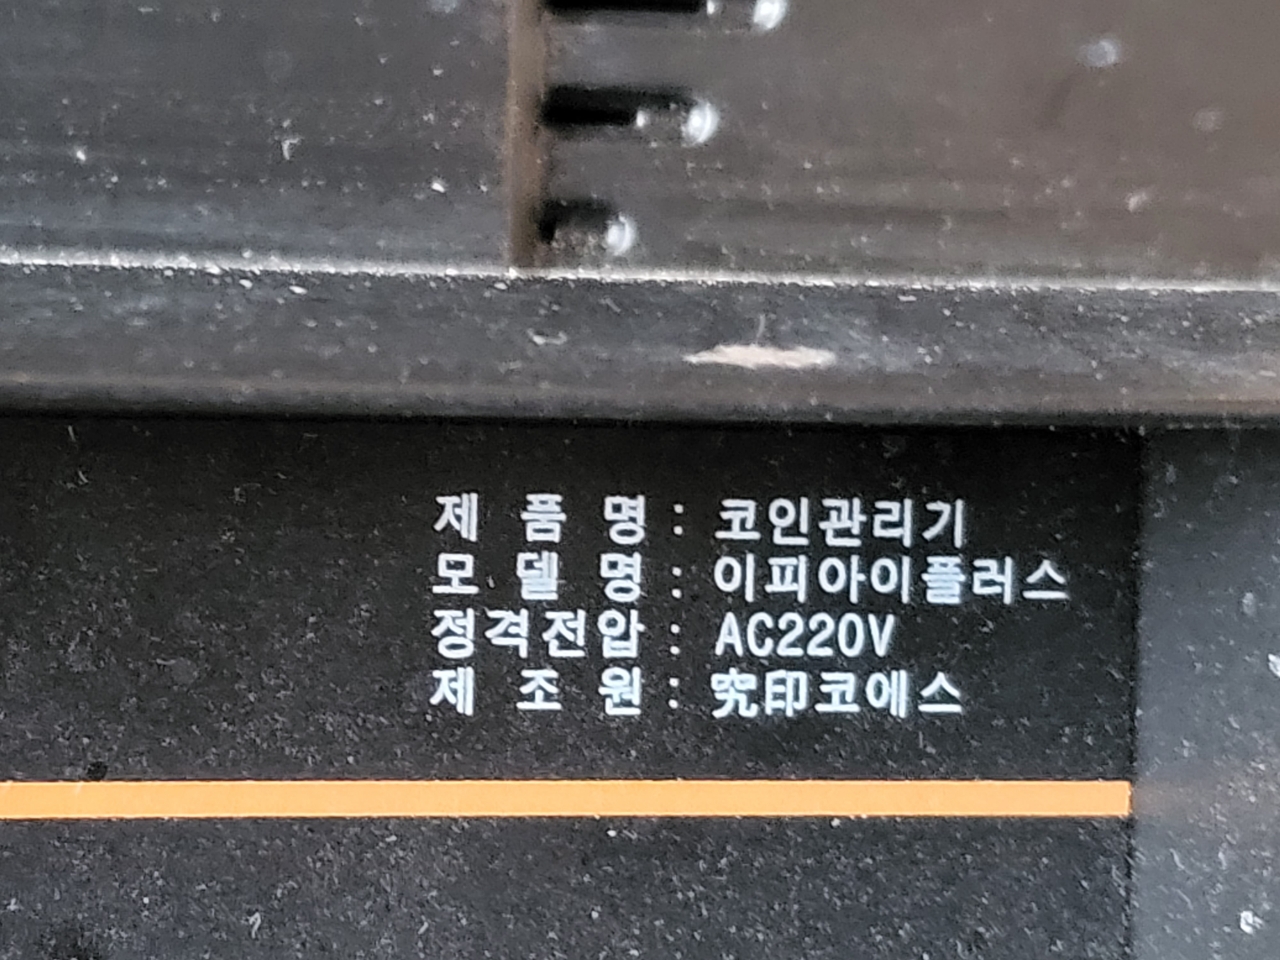 제 품 명 : 코인관리기
모 델 명 : 이피아이플러스
정격전압 : AC220V
제 조 원 : 究印코에스